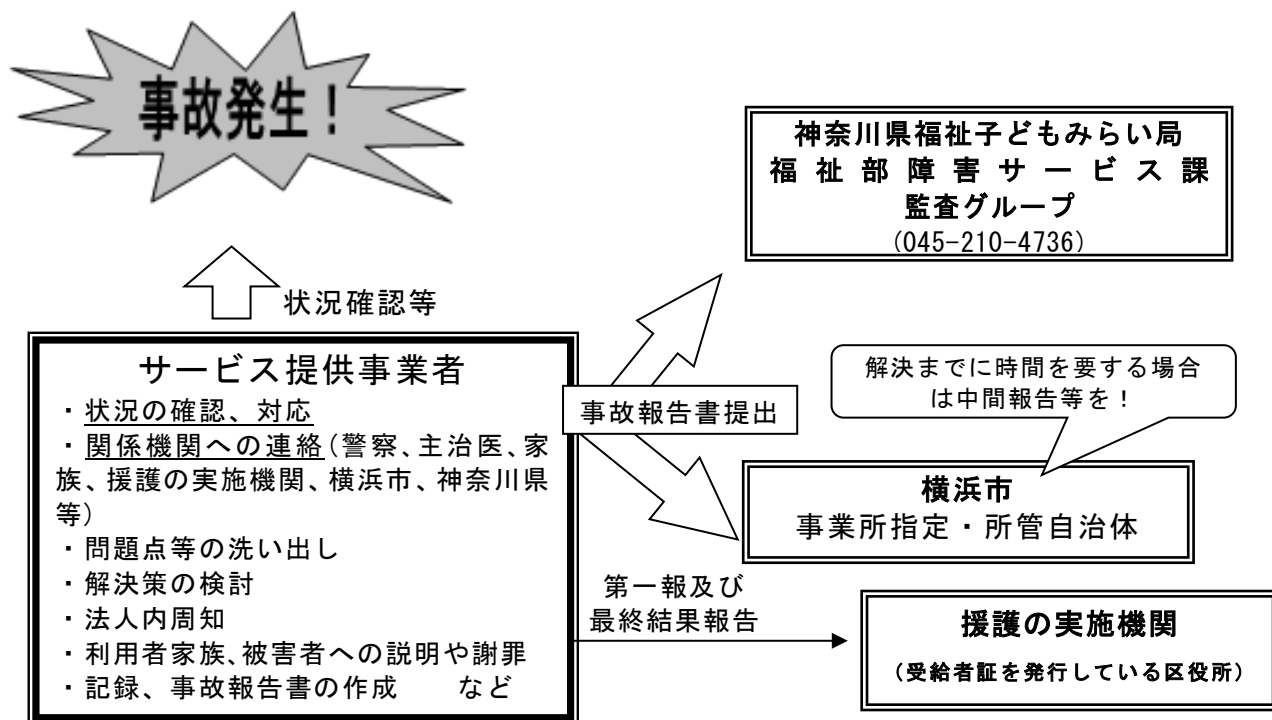 事故発生！
神奈川県福祉子どもみらい局
福祉部障害サービス課
監査グループ
(045-210-4736)
状況確認等
サービス提供事業者
・状況の確認、対応
・関係機関への連絡(警察、主治医、家
族、援護の実施機関、横浜市、神奈川県
等)
・問題点等の洗い出し
・解決策の検討
・法人内周知
・利用者家族、被害者への説明や謝罪
・記録、事故報告書の作成　　など
事故報告書提出
解決までに時間を要する場合
は中間報告等を！
横浜市
事業所指定・所管自治体
第一報及び
最終結果報告
援護の実施機関
（受給者証を発行している区役所）